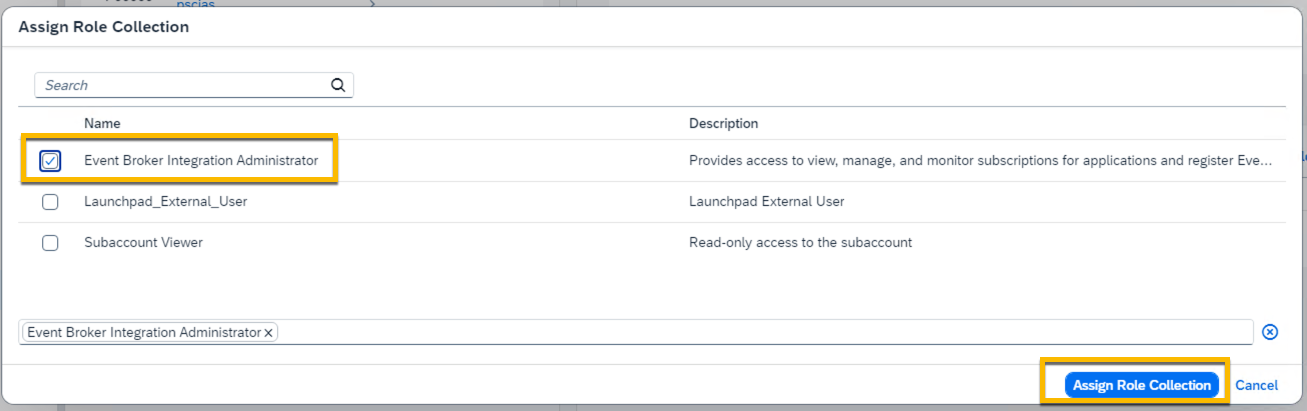 pscias
Assign Role Collection
Search
Name Description
Event Broker Integration Administrator Provides access to view, manage, and monitor subscriptions for applications and register Eve...
Launchpad_External_User Launchpad External User
Subaccount Viewer Read-only access to the subaccount
Event Broker Integration Administrator
Assign Role Collection Cancel